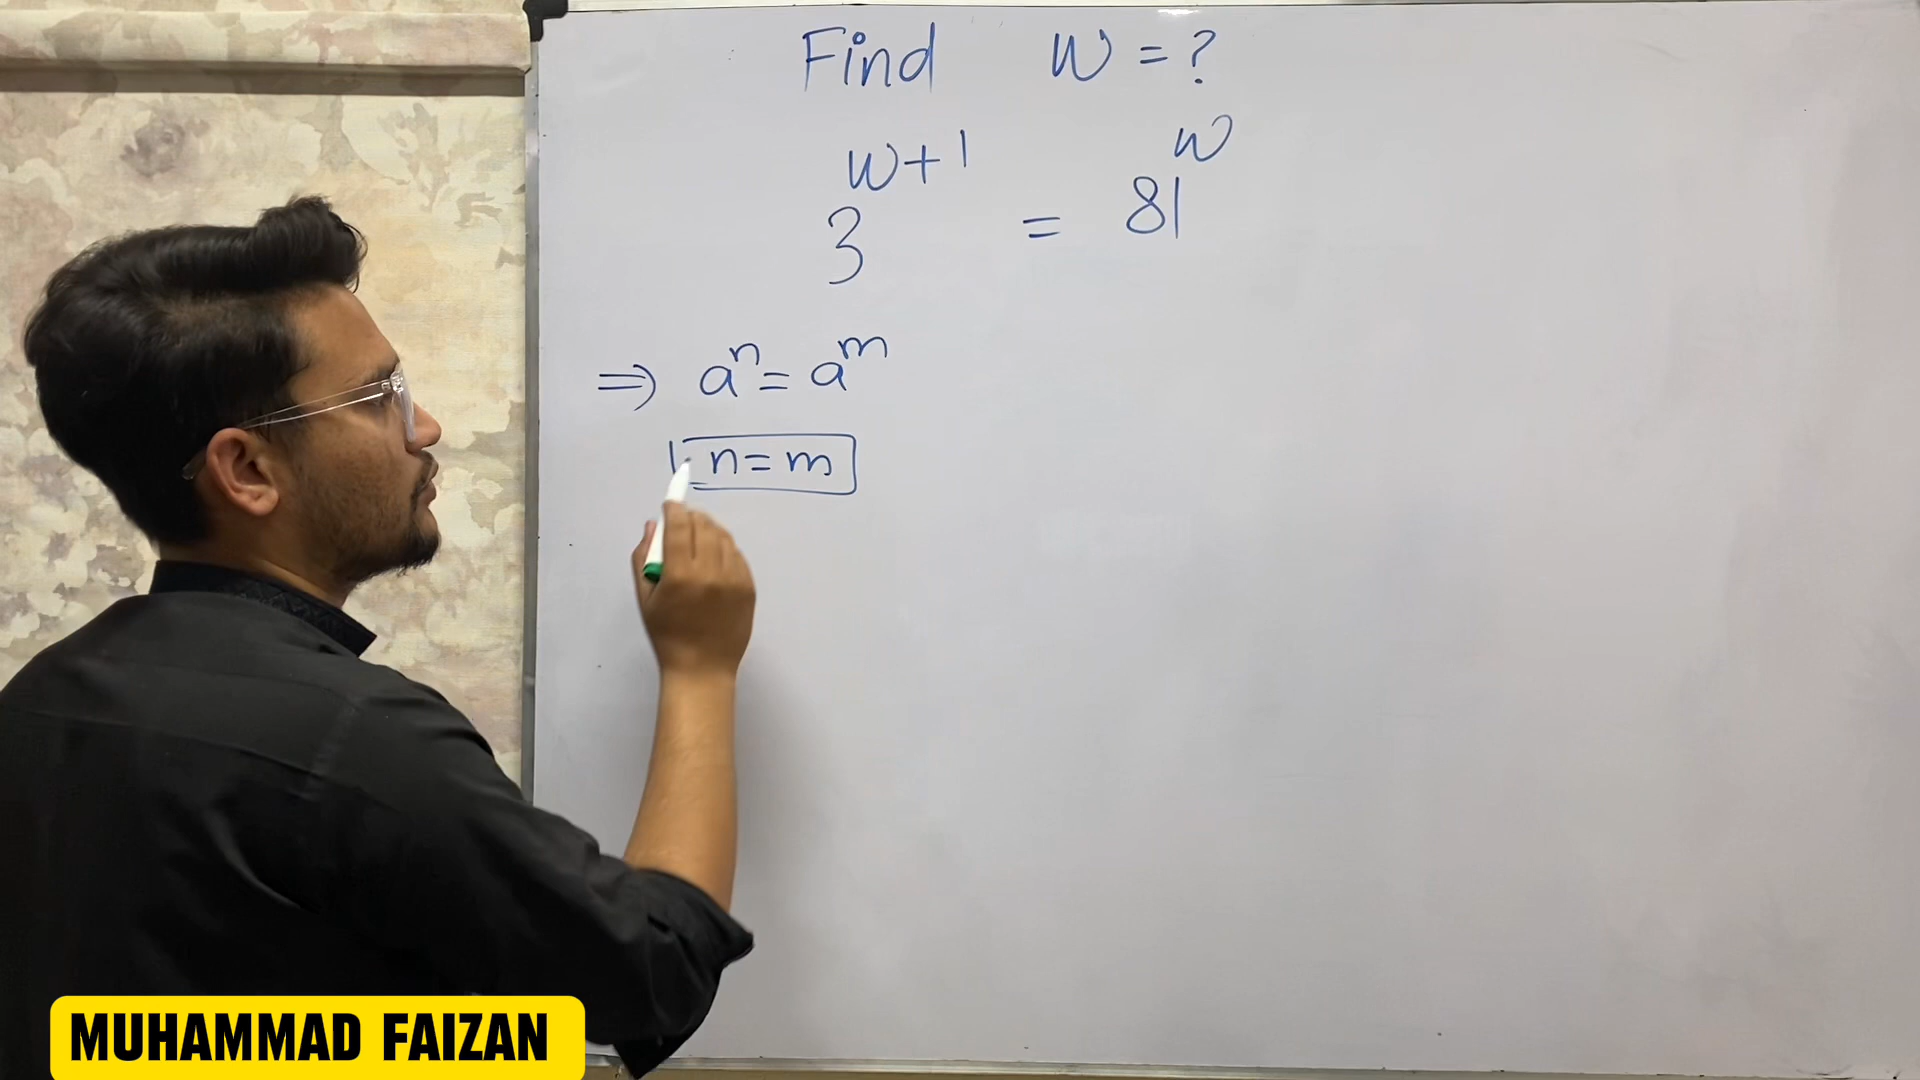 Find w = ?
3^{w+1} = 81^w
⇒ a^n = a^m
n = m
MUHAMMAD FAIZAN